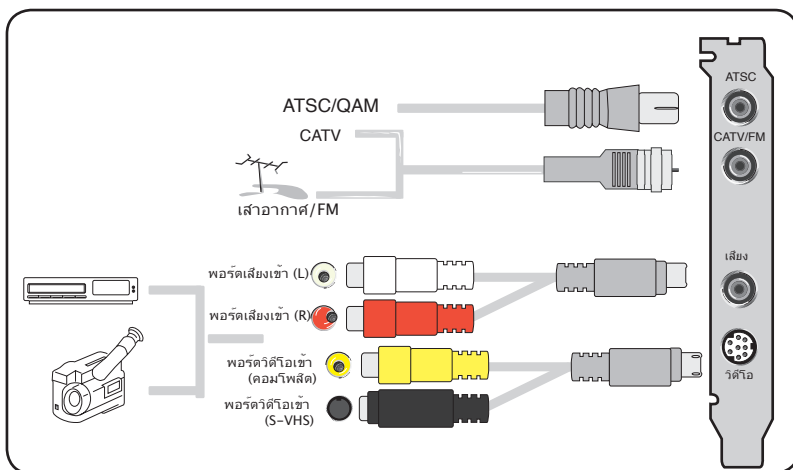 ATSC
ATSC/QAM
CATV
CATV/FM
เสาอากาศ/FM
พอร์ตเสียงเข้า (L)
เสียง
พอร์ตเสียงเข้า (R)
พอร์ตวิดีโอเข้า
(คอมโพสิต)
วิดีโอ
พอร์ตวิดีโอเข้า
(S-VHS)